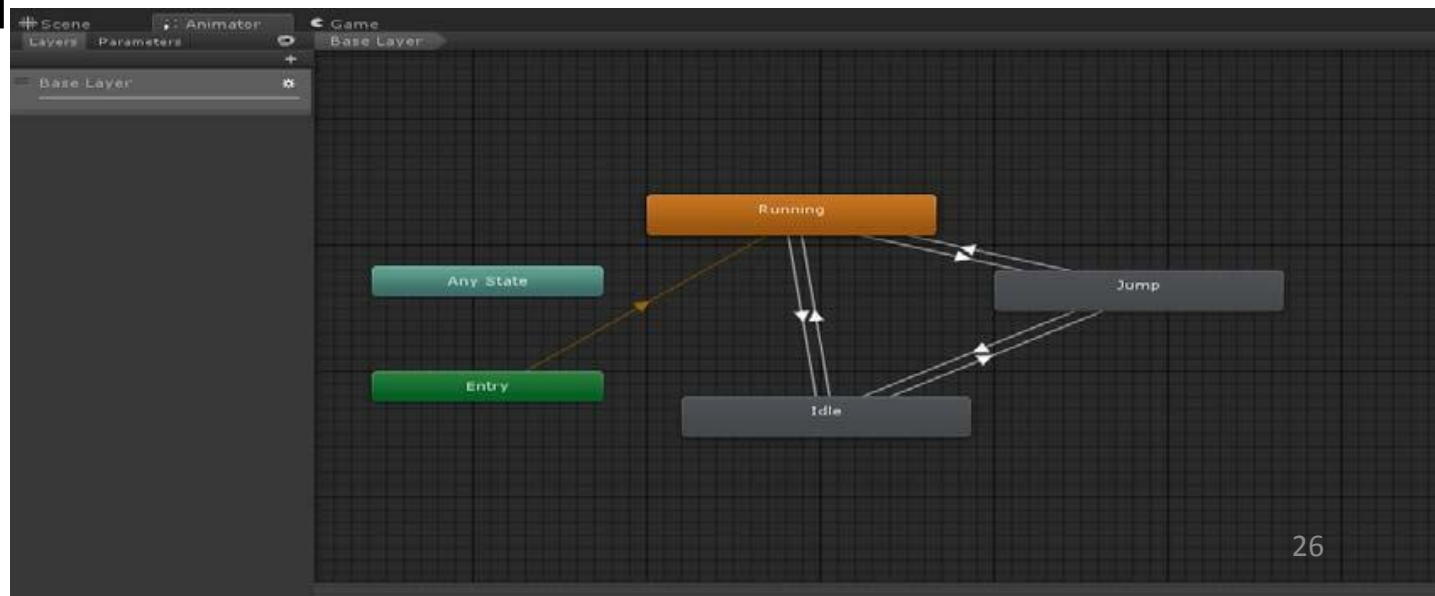 Scene Animator Game
Layers Parameters Base Layer
Base Layer
Running
Any State
Jump
Entry
Idle
26